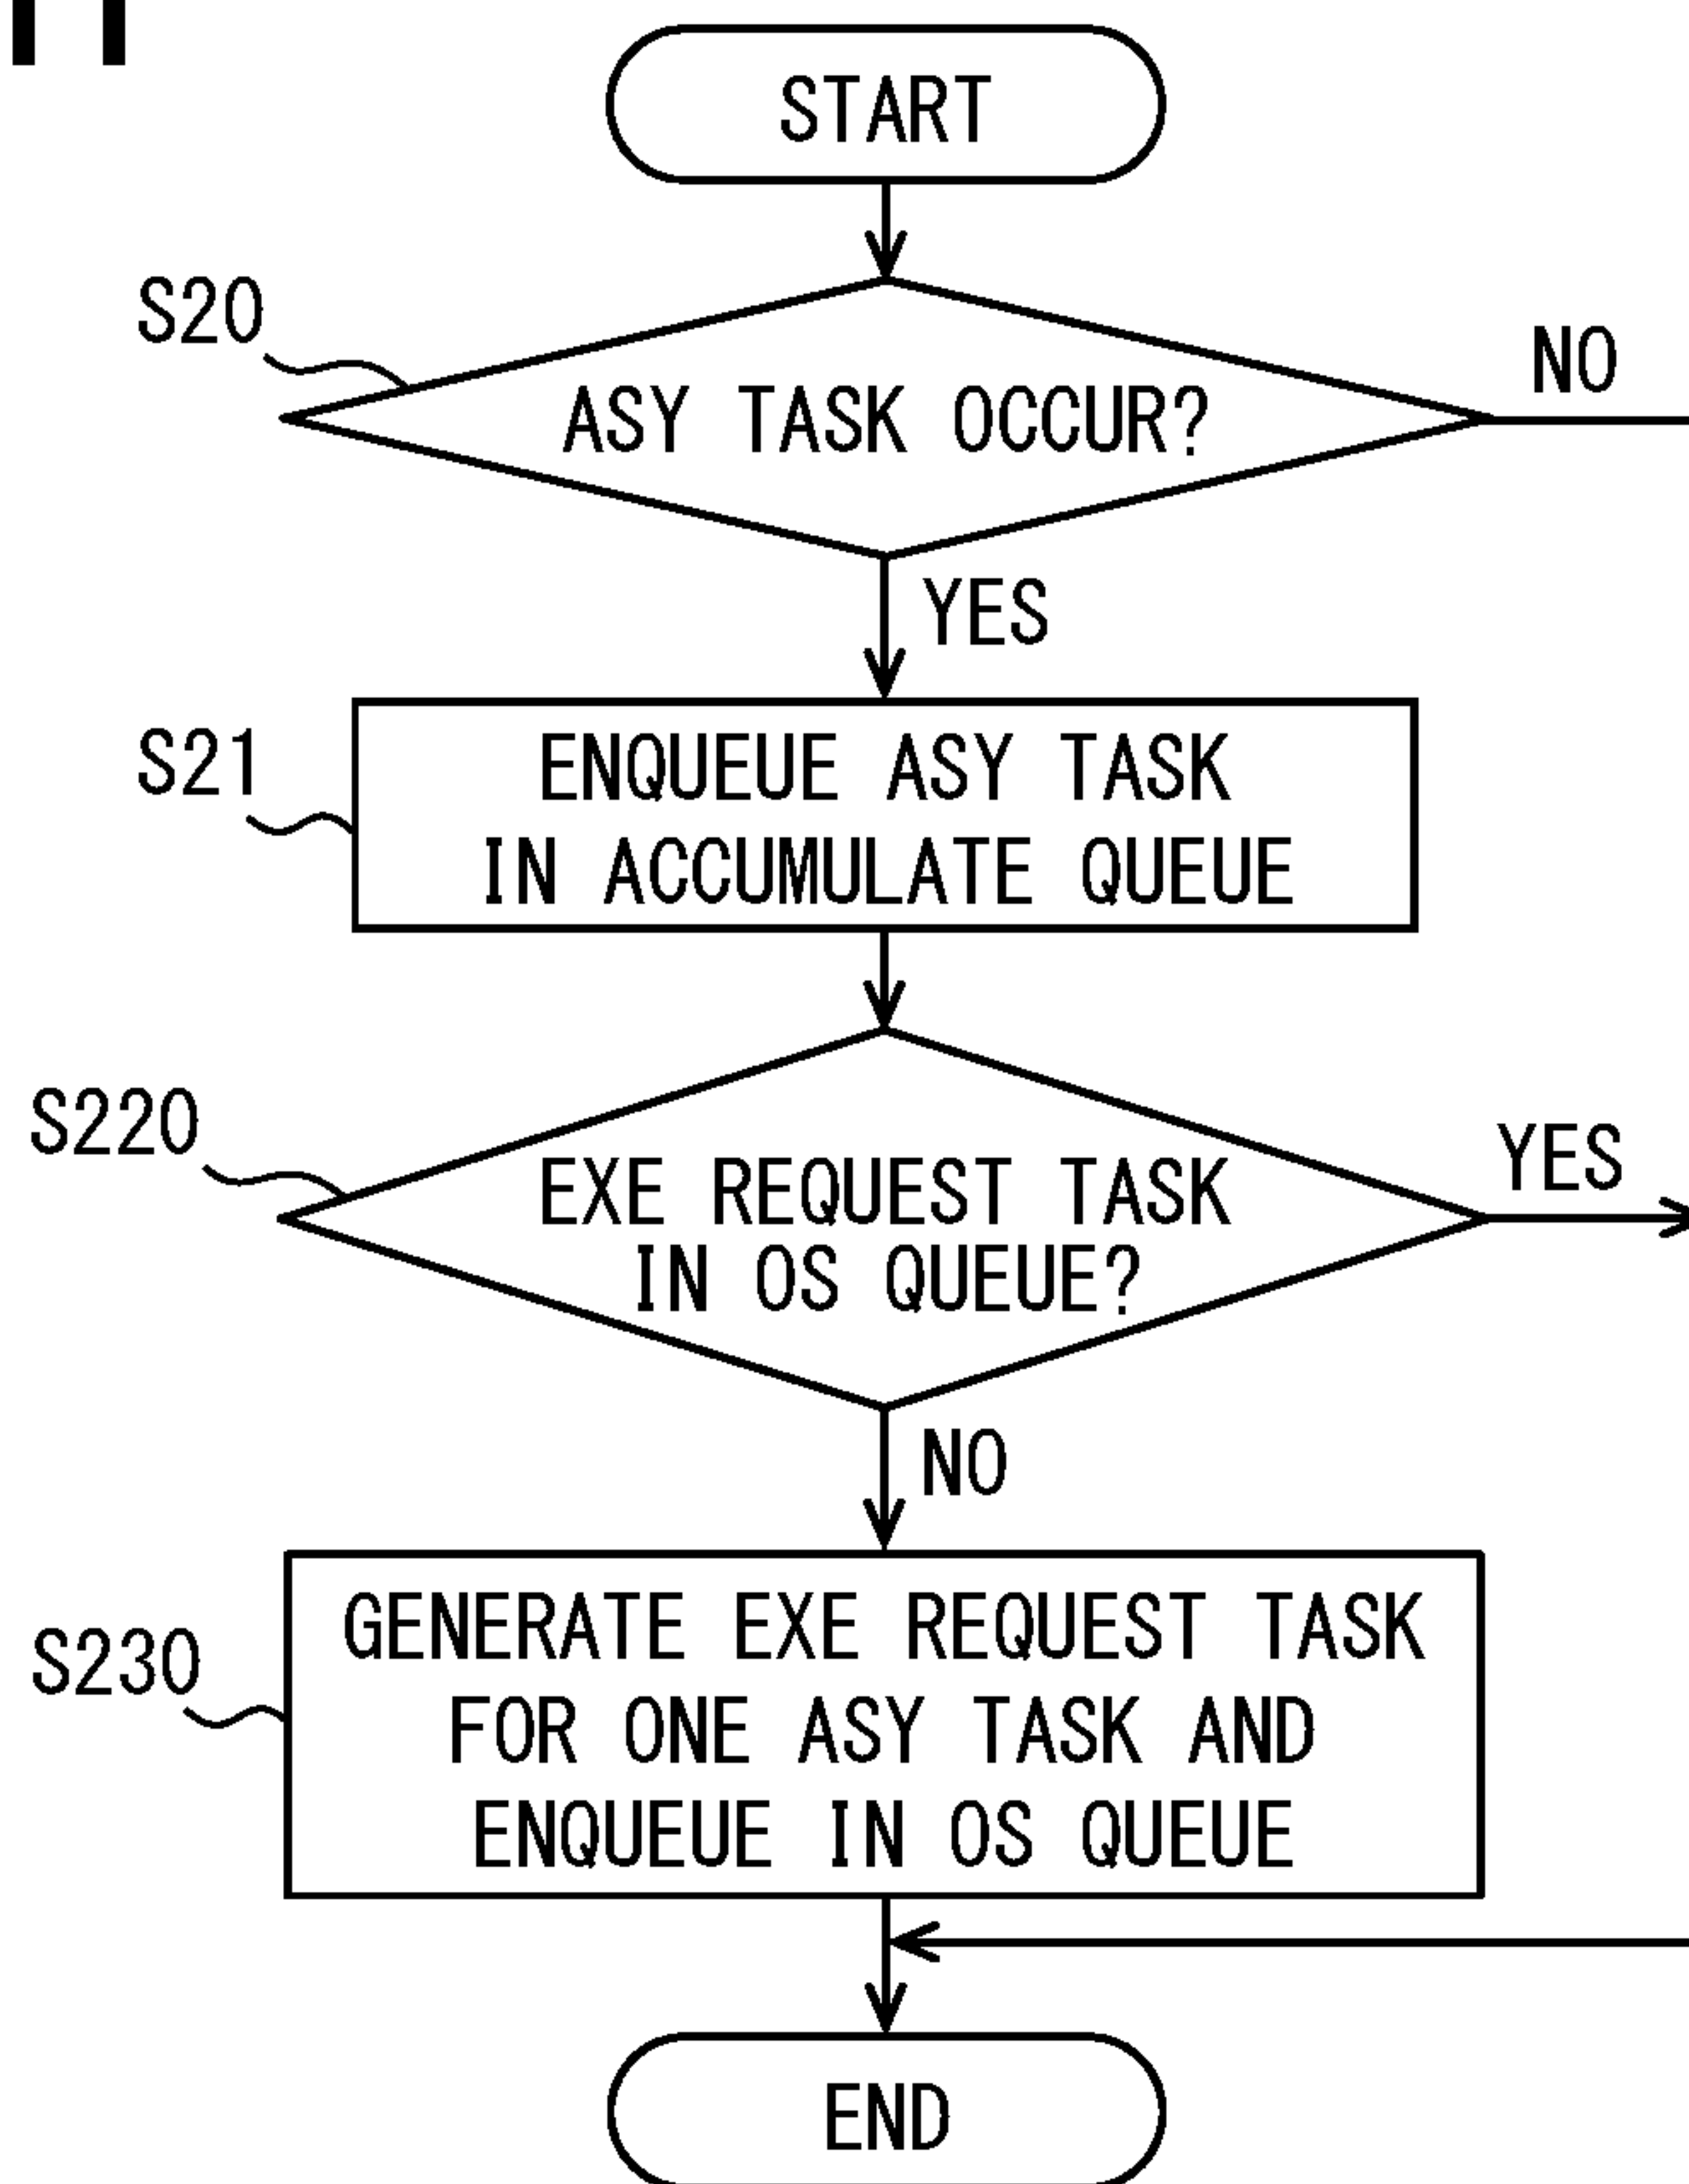 START
S20
ASY TASK OCCUR?
NO
YES
S21
ENQUEUE ASY TASK
IN ACCUMULATE QUEUE
S220
EXE REQUEST TASK
IN OS QUEUE?
YES
NO
S230
GENERATE EXE REQUEST TASK
FOR ONE ASY TASK AND
ENQUEUE IN OS QUEUE
END